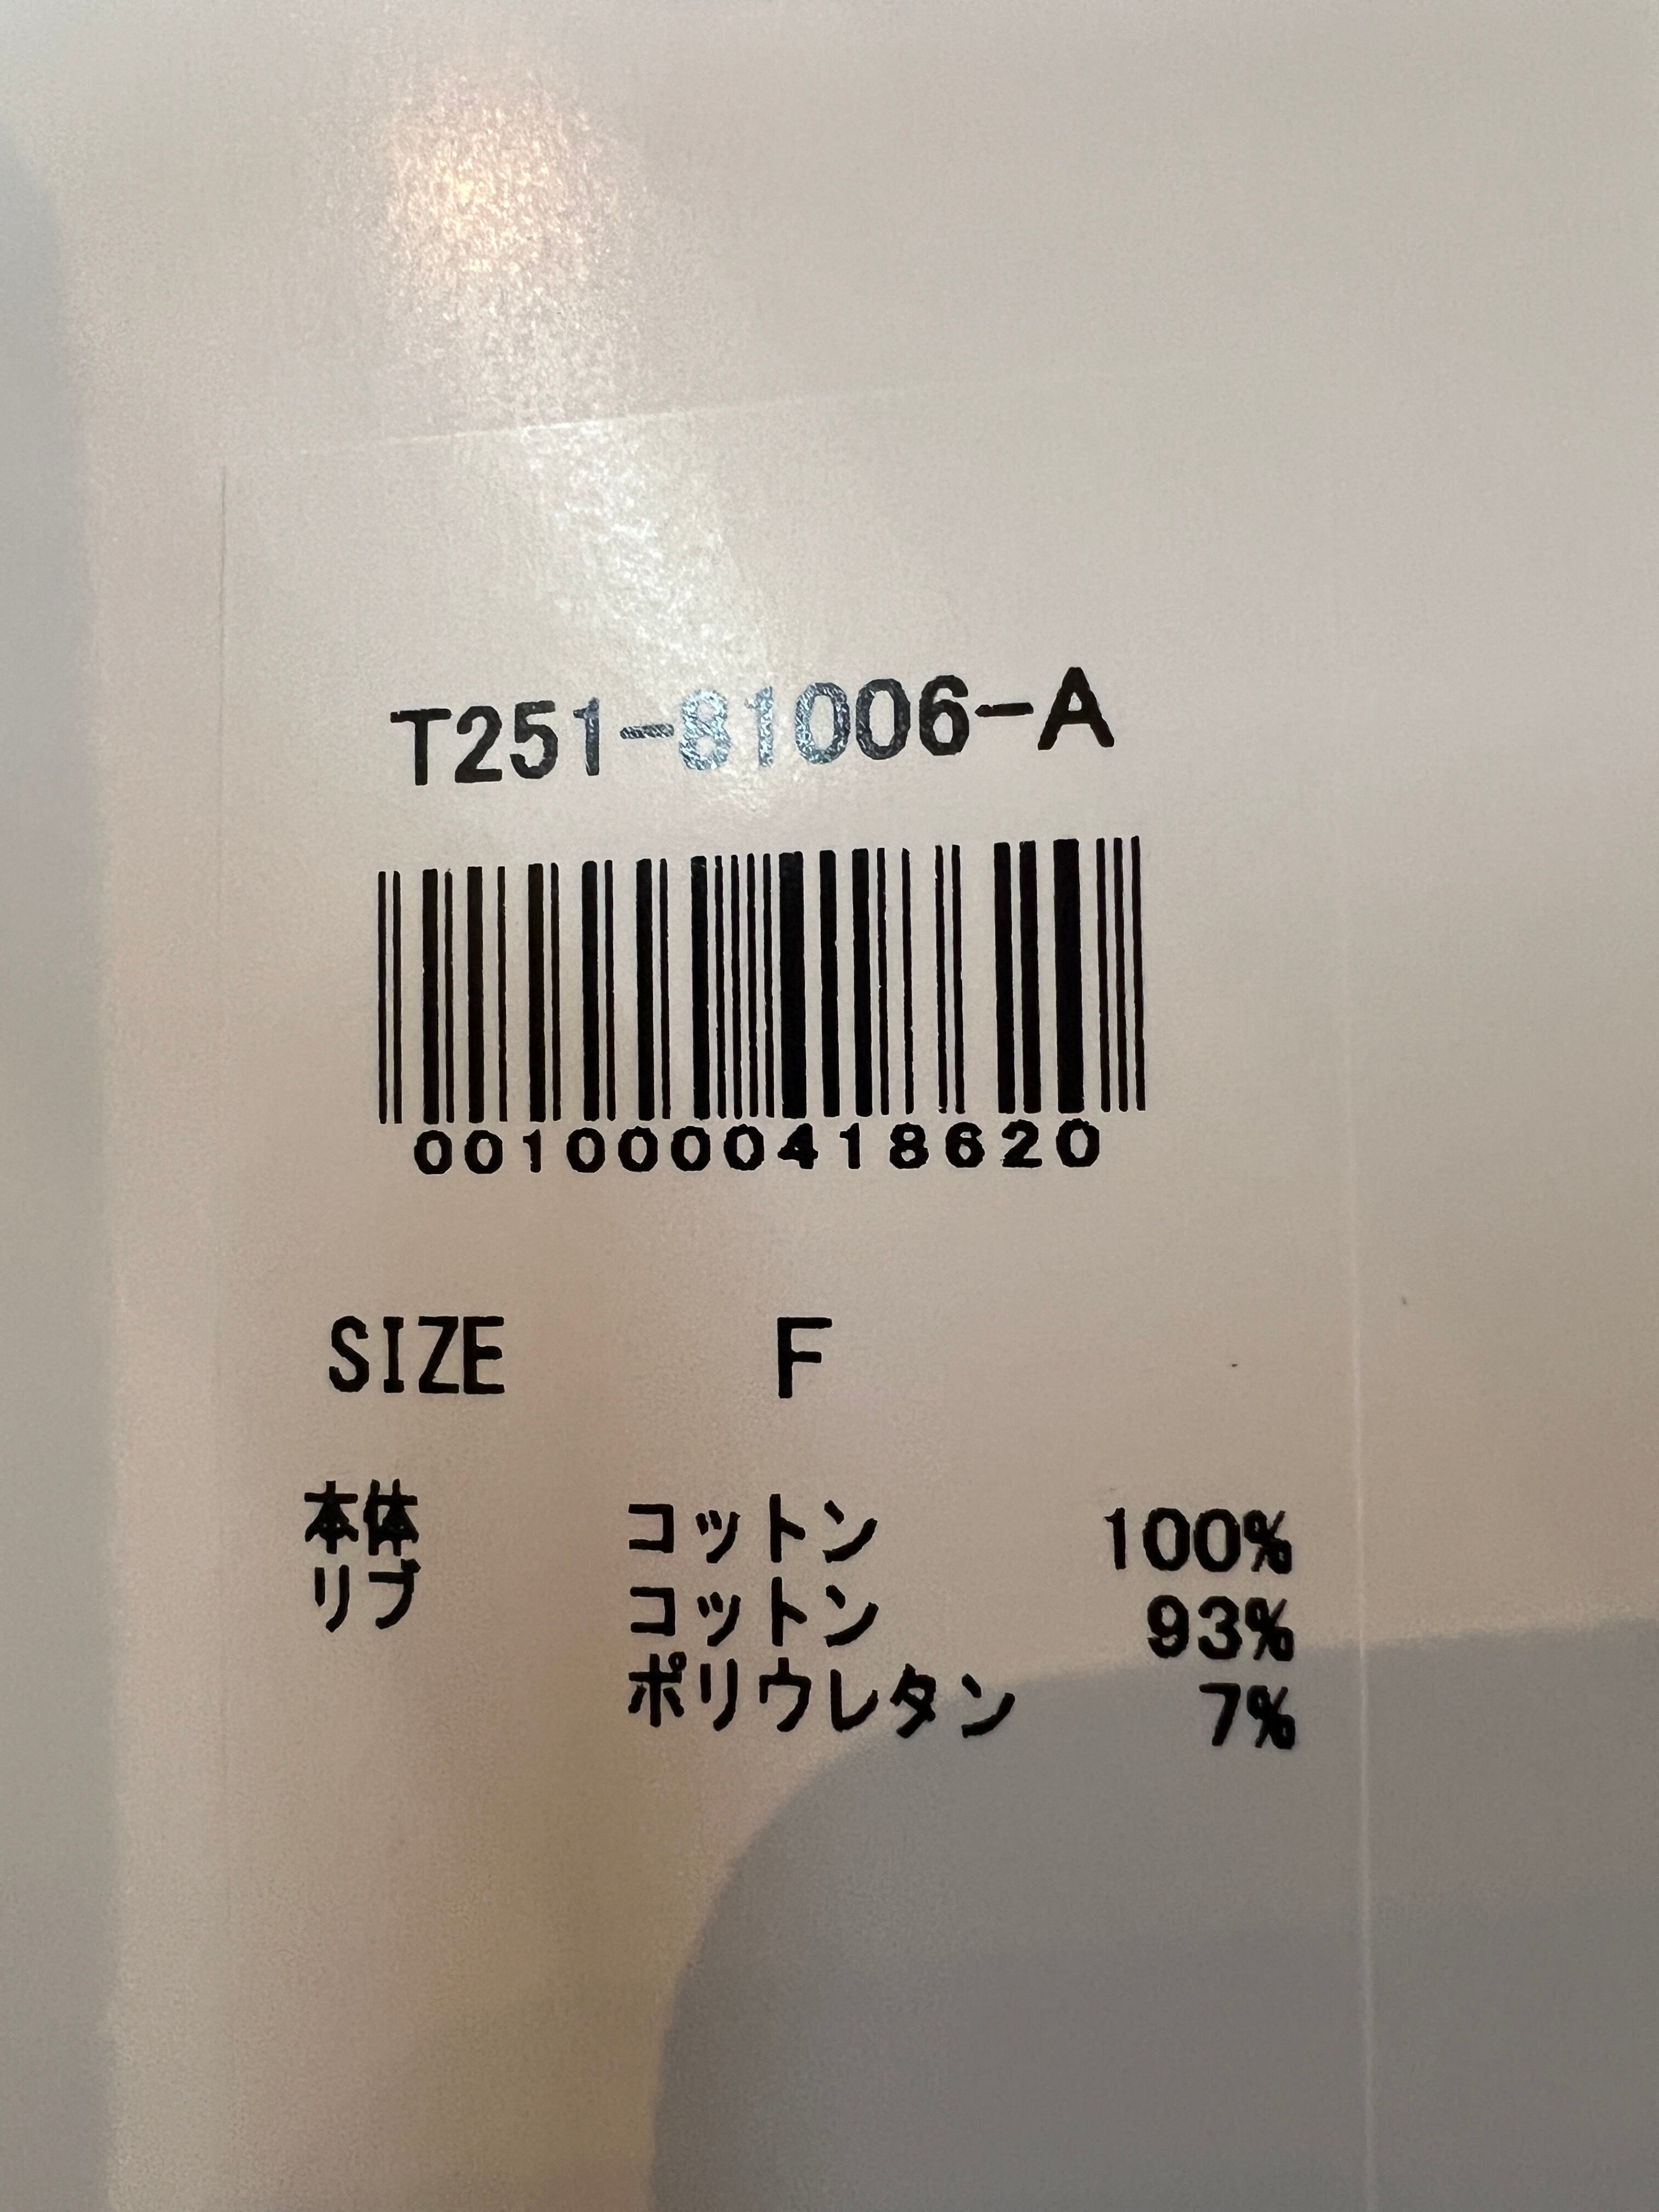 T251-81006-A
0010000418620
SIZE F
本体 コットン 100%
リブ コットン 93%
ポリウレタン 7%